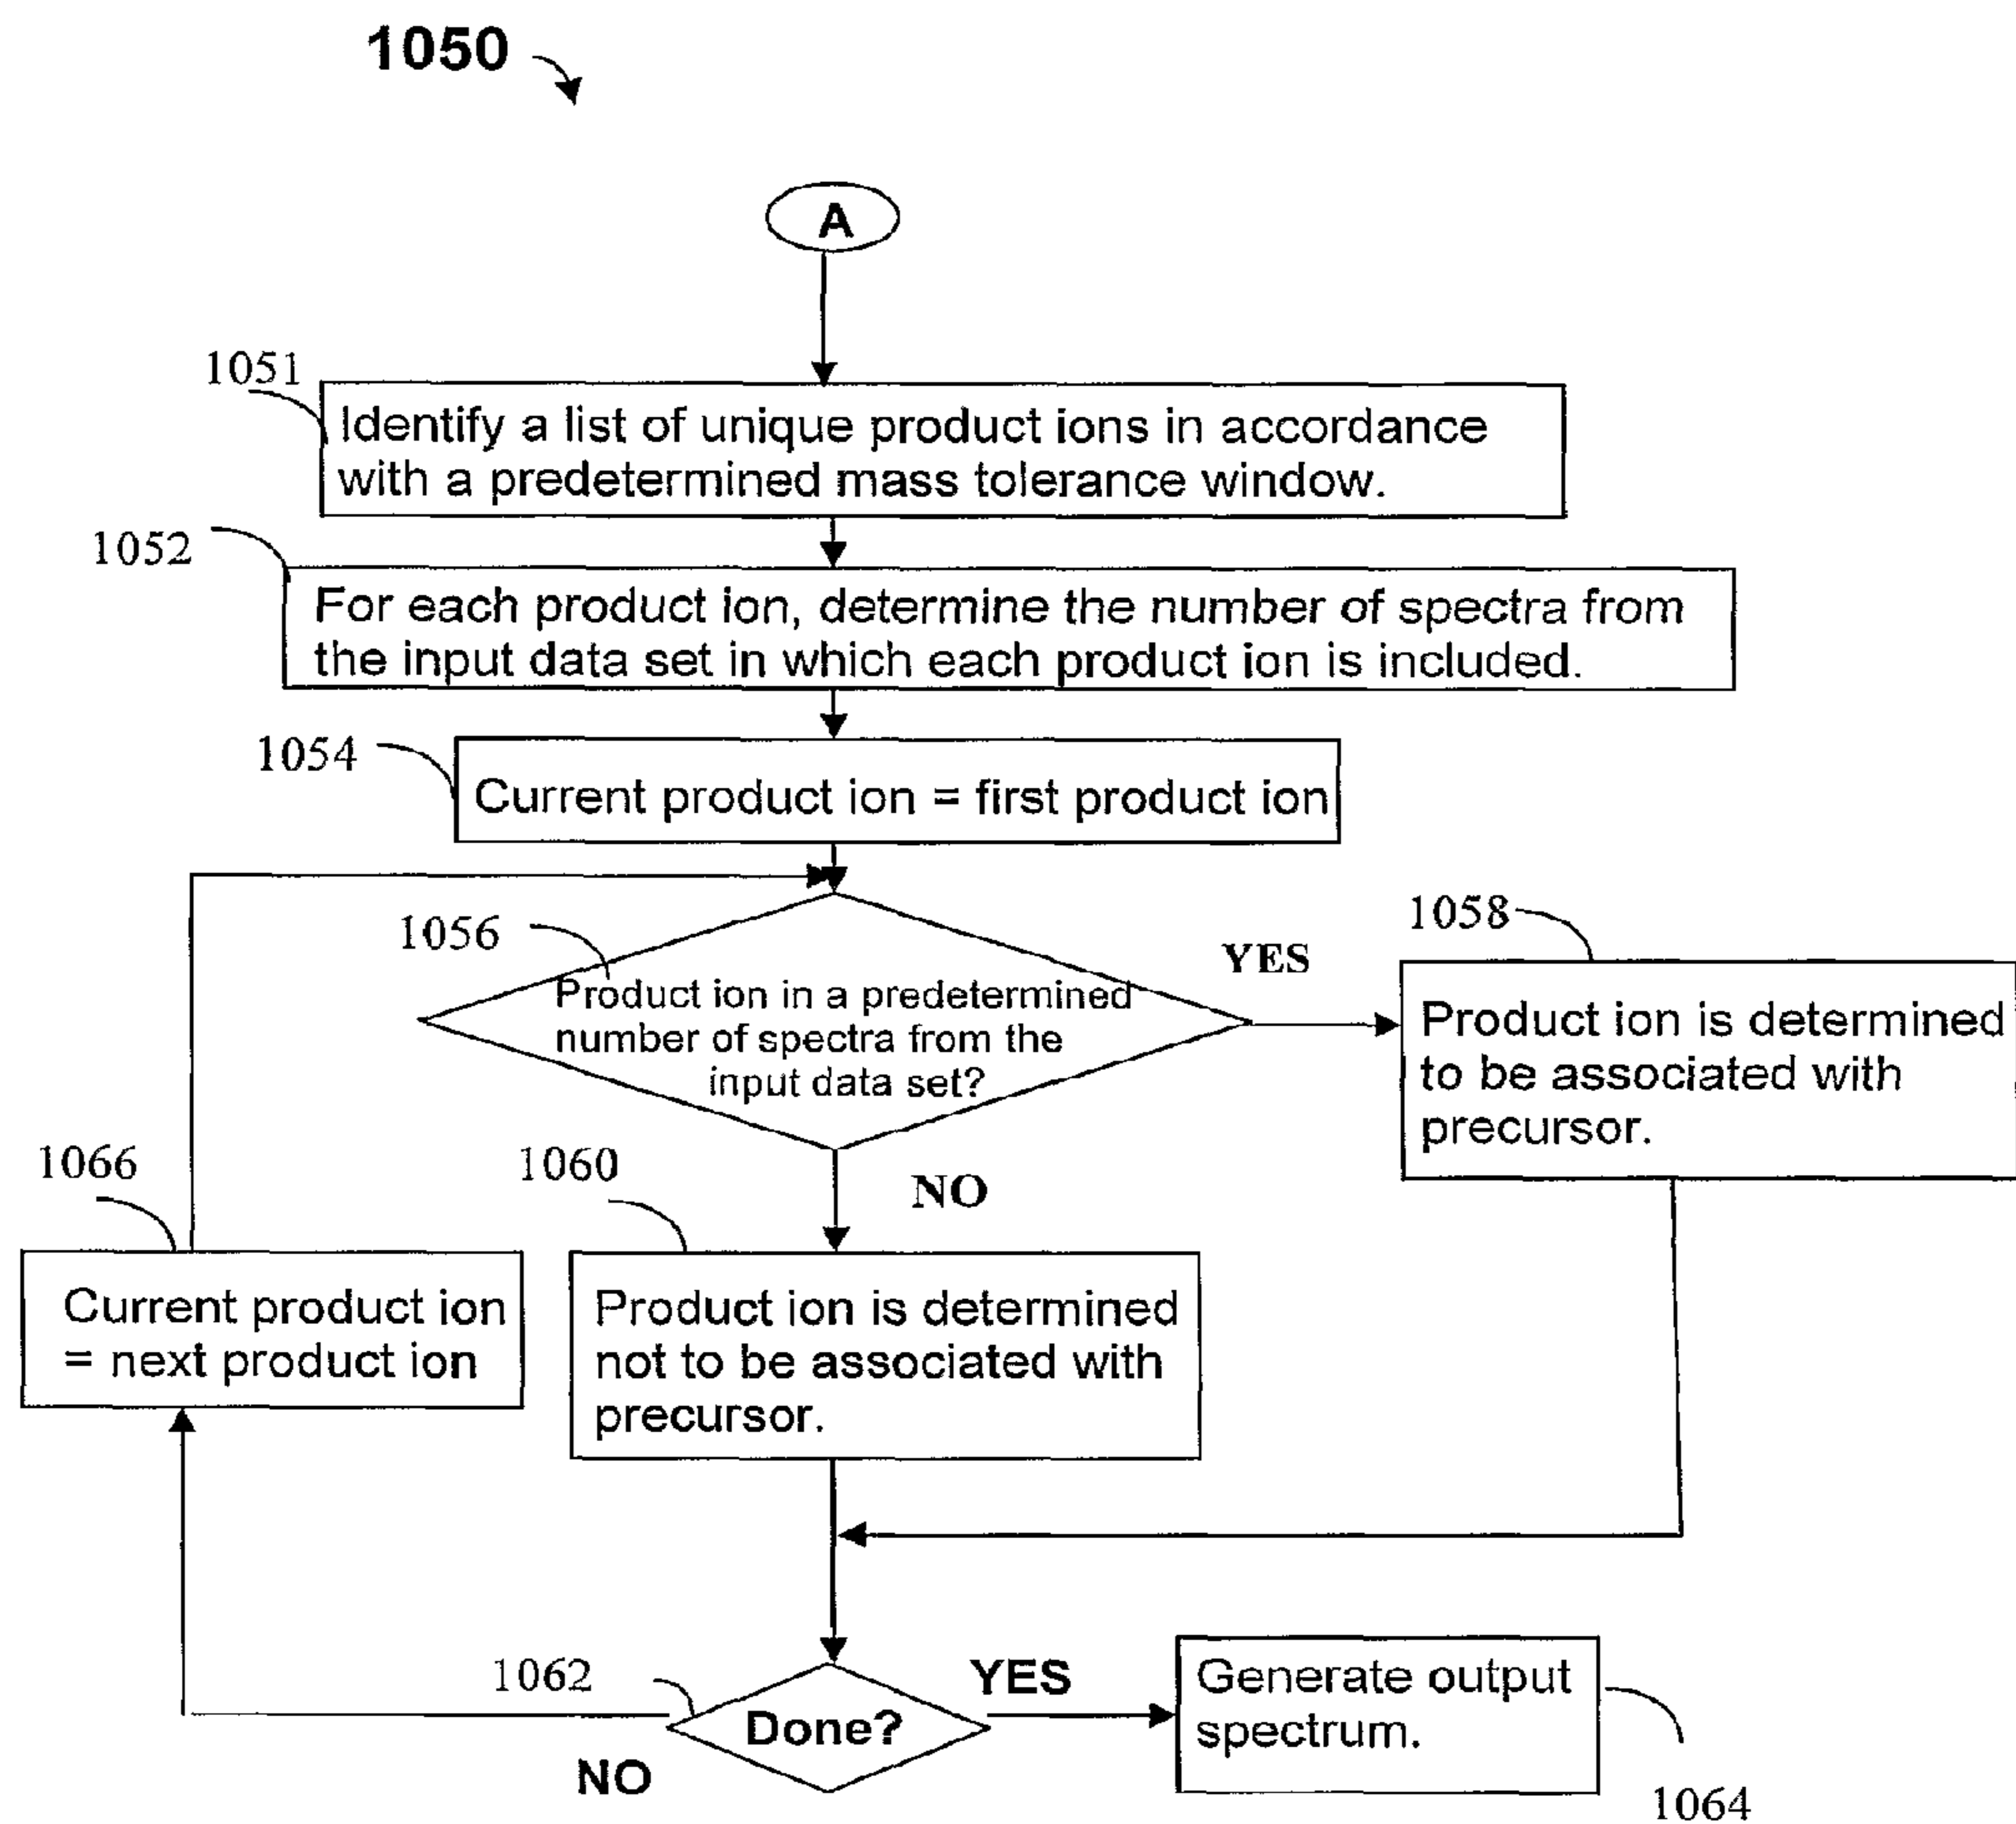 1050
A
1051
Identify a list of unique product ions in accordance
with a predetermined mass tolerance window.
1052
For each product ion, determine the number of spectra from
the input data set in which each product ion is included.
1054
Current product ion = first product ion
1056
Product ion in a predetermined
number of spectra from the
input data set?
YES
1058
Product ion is determined
to be associated with
precursor.
NO
1060
Product ion is determined
not to be associated with
precursor.
1066
Current product ion
= next product ion
1062
Done?
YES
NO
Generate output
spectrum.
1064